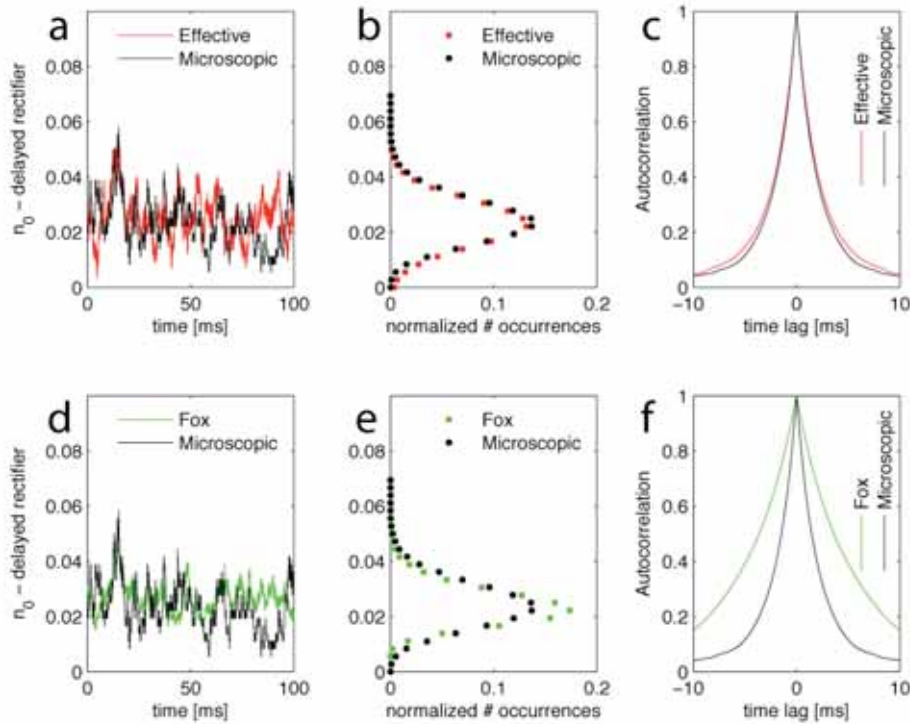 a
Effective
Microscopic
n0 – delayed rectifier
0.08
0.06
0.04
0.02
0
0
50
100
time [ms]
b
Effective
Microscopic
0.08
0.06
0.04
0.02
0
0
0.1
0.2
normalized # occurrences
c
Effective
Microscopic
Autocorrelation
1
0.8
0.6
0.4
0.2
0
−10
0
10
time lag [ms]
d
Fox
Microscopic
n0 – delayed rectifier
0.08
0.06
0.04
0.02
0
0
50
100
time [ms]
e
Fox
Microscopic
0.08
0.06
0.04
0.02
0
0
0.1
0.2
normalized # occurrences
f
Fox
Microscopic
Autocorrelation
1
0.8
0.6
0.4
0.2
0
−10
0
10
time lag [ms]